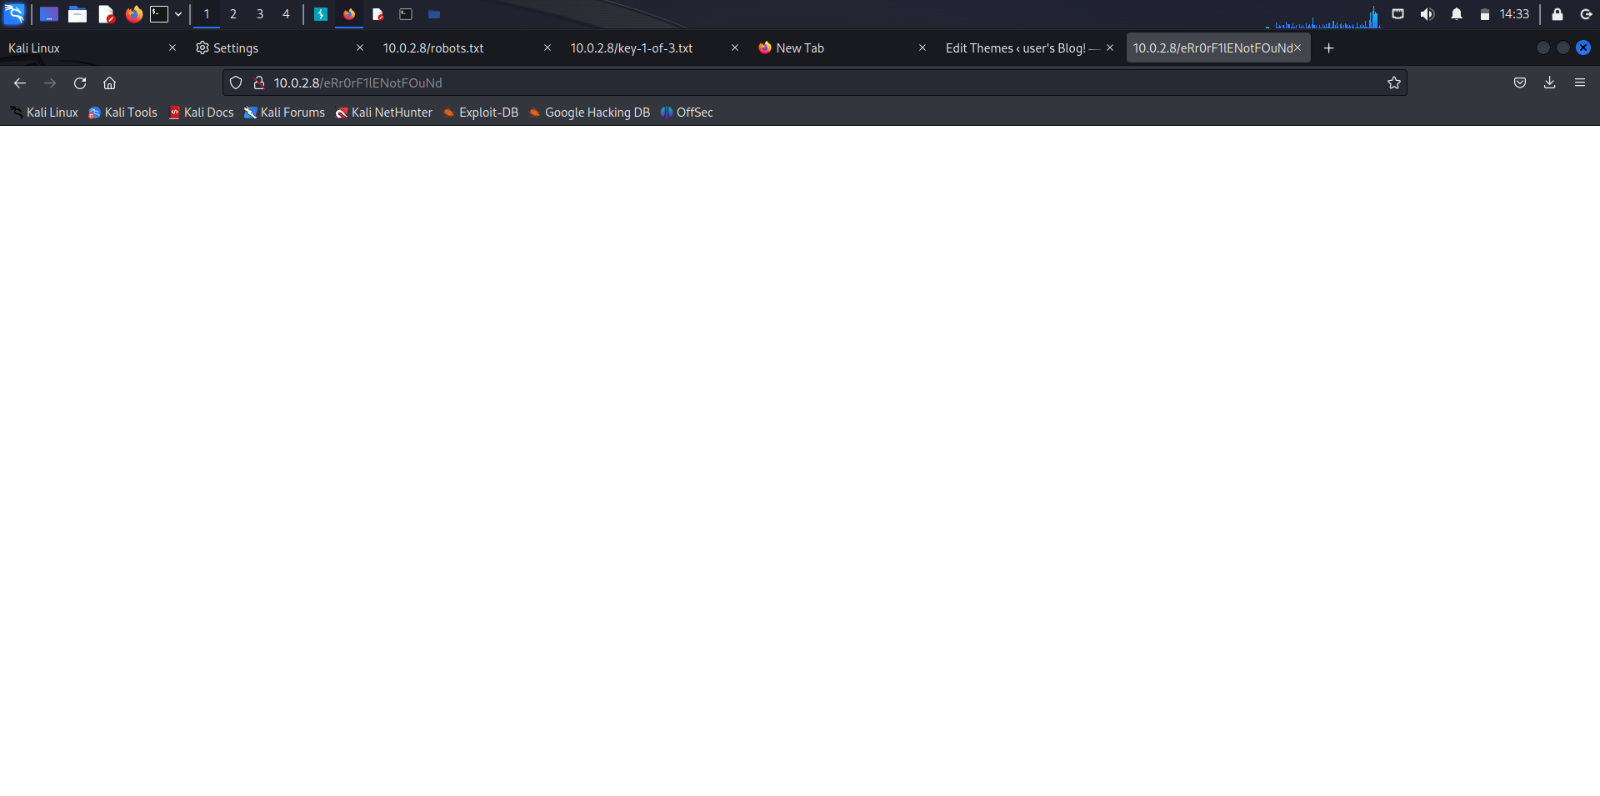 1 2 3 4 14:33
Kali Linux Settings 10.0.2.8/robots.txt 10.0.2.8/key-1-of-3.txt New Tab Edit Themes ‹ user's Blog! — 10.0.2.8/eRr0rF1lENotFOuNd
10.0.2.8/eRr0rF1lENotFOuNd
Kali Linux Kali Tools Kali Docs Kali Forums Kali NetHunter Exploit-DB Google Hacking DB OffSec